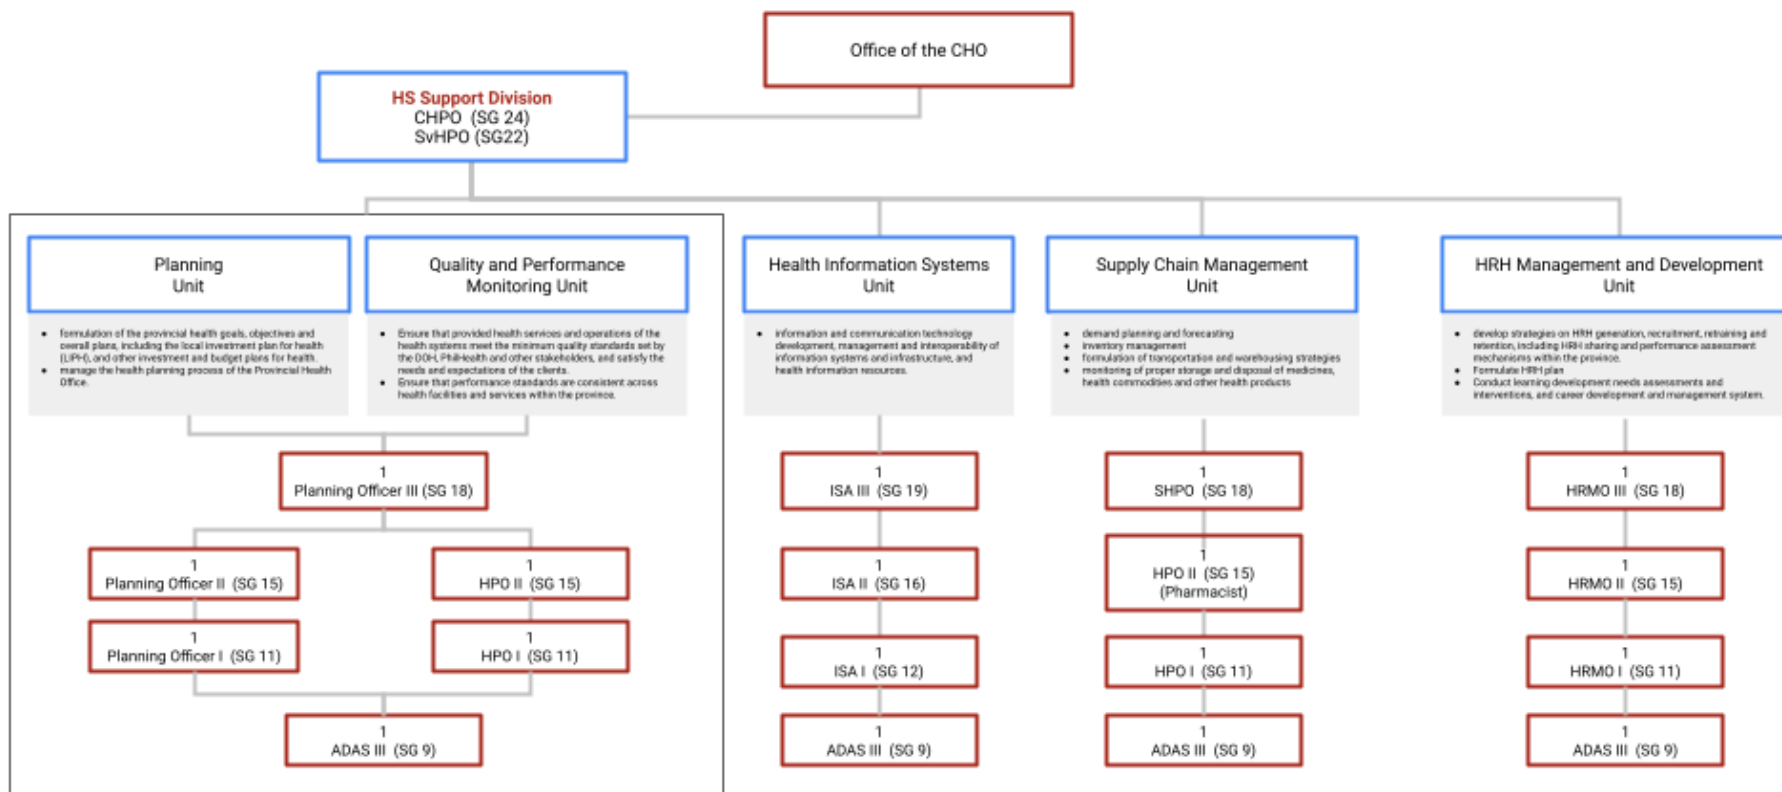 Office of the CHO
HS Support Division
CHPO (SG 24)
SvHPO (SG22)
Planning
Unit
● formulation of the provincial health goals, objectives and
overall plans, including the local investment plan for health
(LIPH), and other investment and budget plans for health.
● manage the health planning process of the Provincial Health
Office.
Quality and Performance
Monitoring Unit
● Ensure that provided health services and operations of the
health systems meet the minimum quality standards set by
the DOH, PhilHealth and other stakeholders, and satisfy the
needs and expectations of the clients.
● Ensure that performance standards are consistent across
health facilities and services within the province.
1
Planning Officer III (SG 18)
1
Planning Officer II (SG 15)
1
HPO II (SG 15)
1
Planning Officer I (SG 11)
1
HPO I (SG 11)
1
ADAS III (SG 9)
Health Information Systems
Unit
● information and communication technology
development, management and interoperability of
information systems and infrastructure, and
health information resources.
1
ISA III (SG 19)
1
ISA II (SG 16)
1
ISA I (SG 12)
1
ADAS III (SG 9)
Supply Chain Management
Unit
● demand planning and forecasting
● inventory management
● formulation of transportation and warehousing strategies
● monitoring of proper storage and disposal of medicines,
health commodities and other health products
1
SHPO (SG 18)
1
HPO II (SG 15)
(Pharmacist)
1
HPO I (SG 11)
1
ADAS III (SG 9)
HRH Management and Development
Unit
● develop strategies on HRH generation, recruitment, retraining and
retention, including HRH sharing and performance assessment
mechanisms within the province.
● Formulate HRH plan
● Conduct learning development needs assessments and
interventions, and career development and management system.
1
HRMO III (SG 18)
1
HRMO II (SG 15)
1
HRMO I (SG 11)
1
ADAS III (SG 9)